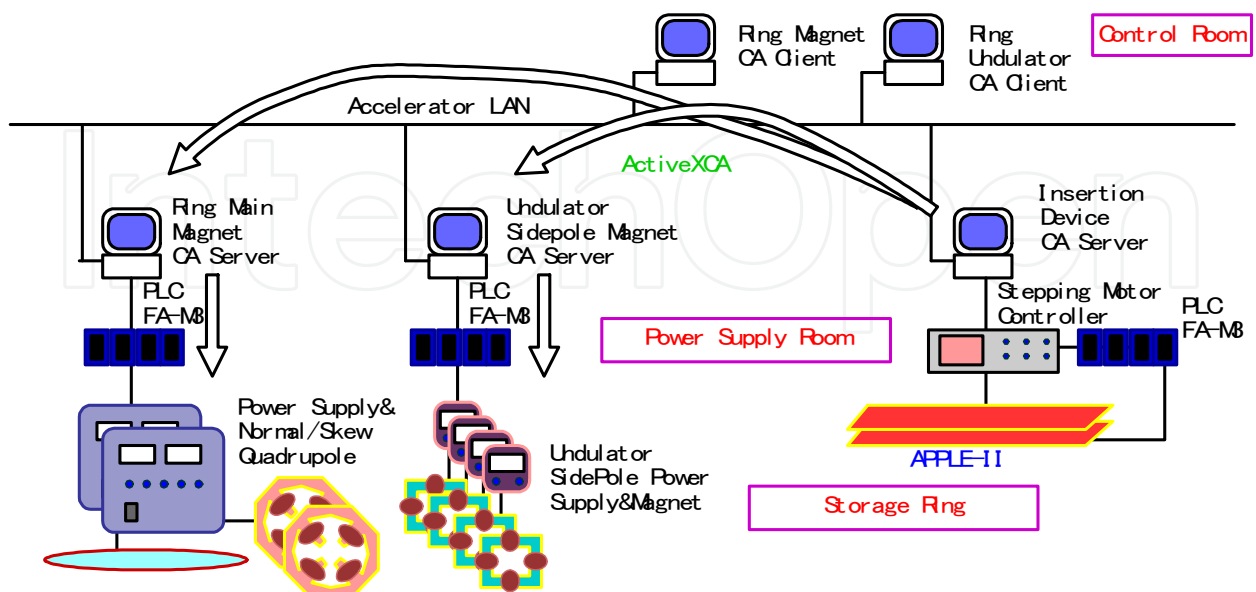 Ring Magnet
CA Client
Ring
Undulator
CA Client
Control Room
Accelerator LAN
ActiveXCA
IntechOpen
Ring Main
Magnet
CA Server
Undulator
Sidepole Magnet
CA Server
Insertion
Device
CA Server
PLC
FA-M3
PLC
FA-M3
Stepping Motor
Controller
PLC
FA-M3
Power Supply Room
Power Supply&
Normal/Skew
Quadrupole
Undulator
SidePole Power
Supply&Magnet
APPLE-II
Storage Ring